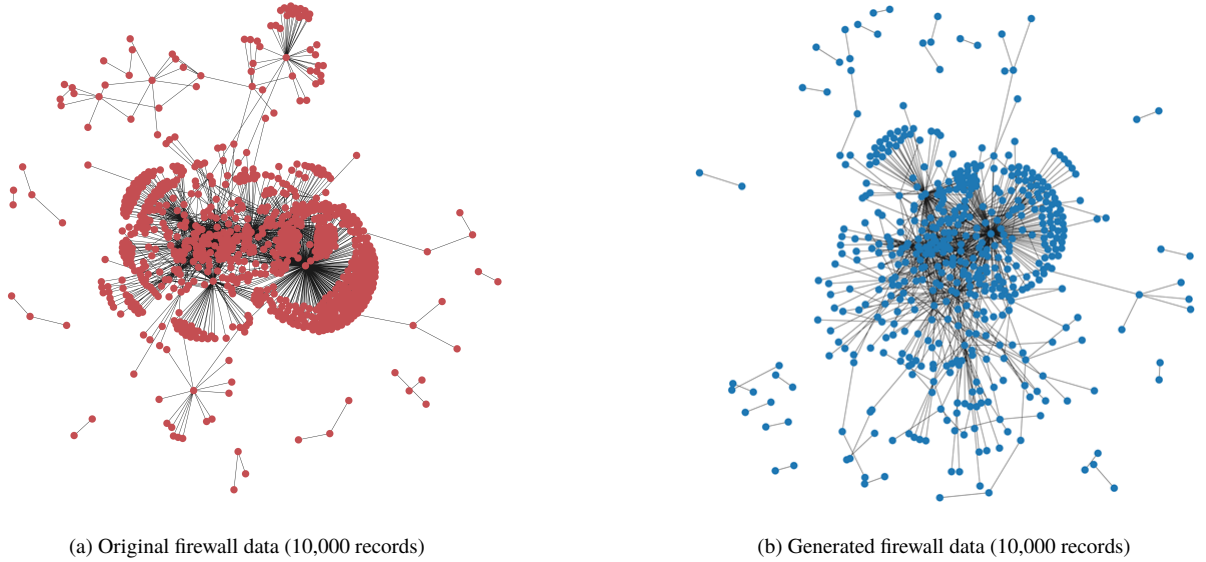 (a) Original firewall data (10,000 records)
(b) Generated firewall data (10,000 records)